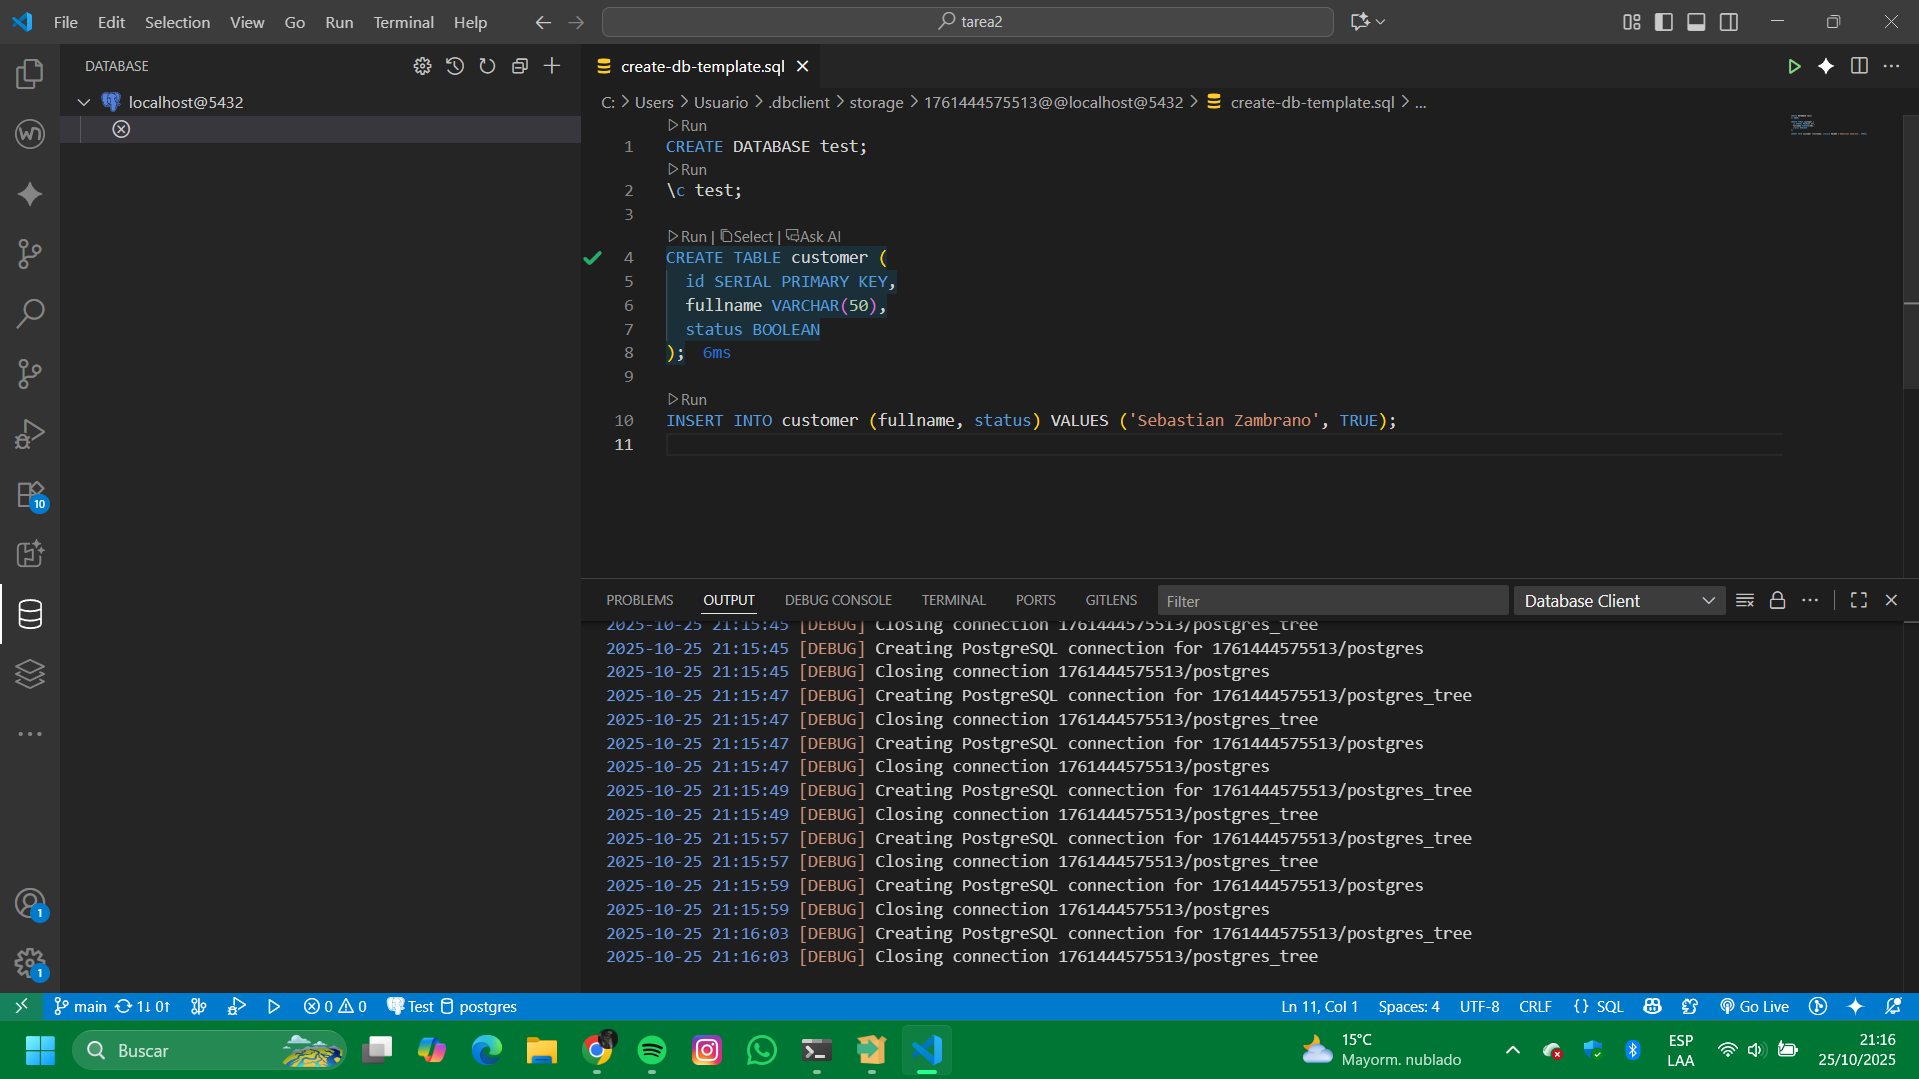 File Edit Selection View Go Run Terminal Help
tarea2
DATABASE
localhost@5432
create-db-template.sql
C: > Users > Usuario > .dbclient > storage > 1761444575513@@localhost@5432 > create-db-template.sql > ...
Run
1 CREATE DATABASE test;
Run
2 \c test;
3
Run | Select | Ask AI
4 CREATE TABLE customer (
5 id SERIAL PRIMARY KEY,
6 fullname VARCHAR(50),
7 status BOOLEAN
8 ); 6ms
9
Run
10 INSERT INTO customer (fullname, status) VALUES ('Sebastian Zambrano', TRUE);
11
PROBLEMS OUTPUT DEBUG CONSOLE TERMINAL PORTS GITLENS Filter Database Client
2025-10-25 21:15:45 [DEBUG] Closing connection 1761444575513/postgres_tree
2025-10-25 21:15:45 [DEBUG] Creating PostgreSQL connection for 1761444575513/postgres
2025-10-25 21:15:45 [DEBUG] Closing connection 1761444575513/postgres
2025-10-25 21:15:47 [DEBUG] Creating PostgreSQL connection for 1761444575513/postgres_tree
2025-10-25 21:15:47 [DEBUG] Closing connection 1761444575513/postgres_tree
2025-10-25 21:15:47 [DEBUG] Creating PostgreSQL connection for 1761444575513/postgres
2025-10-25 21:15:47 [DEBUG] Closing connection 1761444575513/postgres
2025-10-25 21:15:49 [DEBUG] Creating PostgreSQL connection for 1761444575513/postgres_tree
2025-10-25 21:15:49 [DEBUG] Closing connection 1761444575513/postgres_tree
2025-10-25 21:15:57 [DEBUG] Creating PostgreSQL connection for 1761444575513/postgres_tree
2025-10-25 21:15:57 [DEBUG] Closing connection 1761444575513/postgres_tree
2025-10-25 21:15:59 [DEBUG] Creating PostgreSQL connection for 1761444575513/postgres
2025-10-25 21:15:59 [DEBUG] Closing connection 1761444575513/postgres
2025-10-25 21:16:03 [DEBUG] Creating PostgreSQL connection for 1761444575513/postgres_tree
2025-10-25 21:16:03 [DEBUG] Closing connection 1761444575513/postgres_tree
10
1
1
main 1↓ 0↑ 0 0 Test postgres Ln 11, Col 1 Spaces: 4 UTF-8 CRLF {} SQL Go Live
Buscar
15°C
Mayorm. nublado
ESP
LAA
21:16
25/10/2025